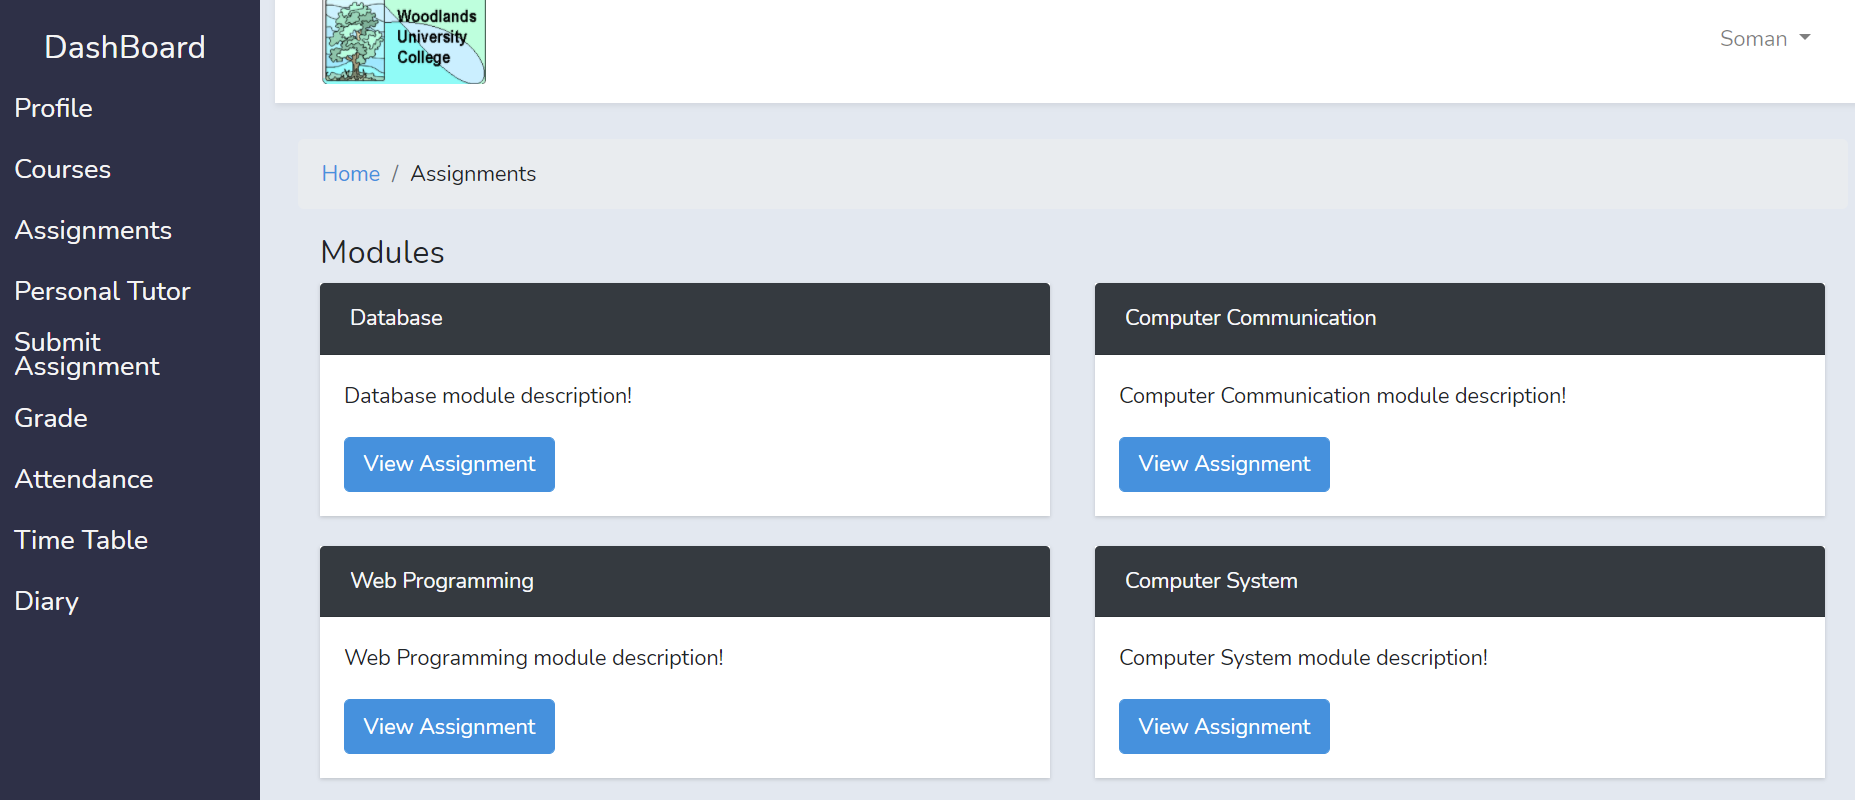 DashBoard
Profile
Courses
Assignments
Personal Tutor
Submit
Assignment
Grade
Attendance
Time Table
Diary
Woodlands
University
College
Soman
Home / Assignments
Modules
Database
Database module description!
View Assignment
Computer Communication
Computer Communication module description!
View Assignment
Web Programming
Web Programming module description!
View Assignment
Computer System
Computer System module description!
View Assignment